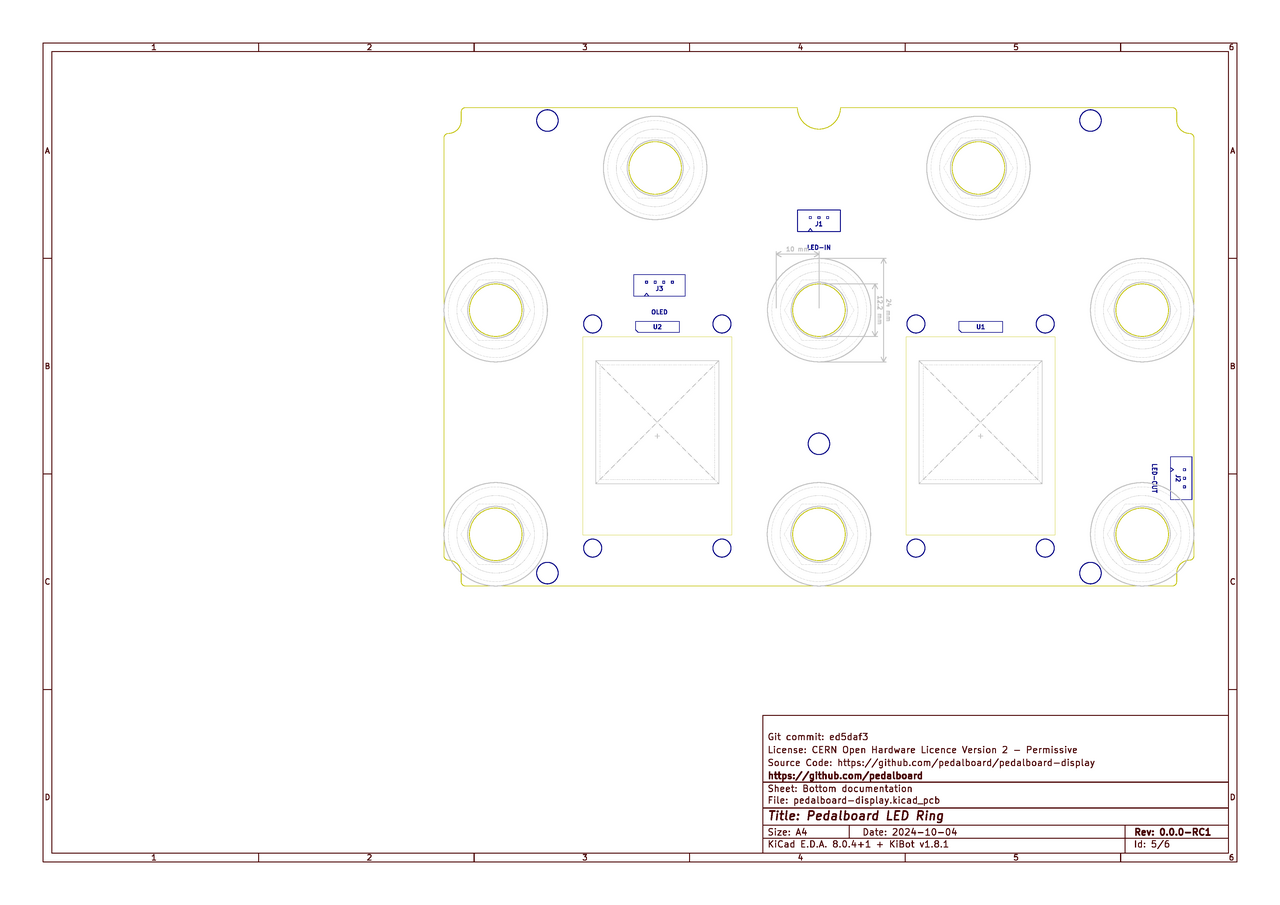 1 2 3 4 5 6
A A
J1
LED-IN
10 mm
J3
24 mm
12.2 mm
OLED
U2 U1
B B
LED-OUT
J2
C C
Git commit: ed5daf3
License: CERN Open Hardware Licence Version 2 - Permissive
Source Code: https://github.com/pedalboard/pedalboard-display
https://github.com/pedalboard
Sheet: Bottom documentation
D D
File: pedalboard-display.kicad_pcb
Title: Pedalboard LED Ring
Size: A4 Date: 2024-10-04 Rev: 0.0.0-RC1
KiCad E.D.A. 8.0.4+1 + KiBot v1.8.1 Id: 5/6
1 2 3 4 5 6